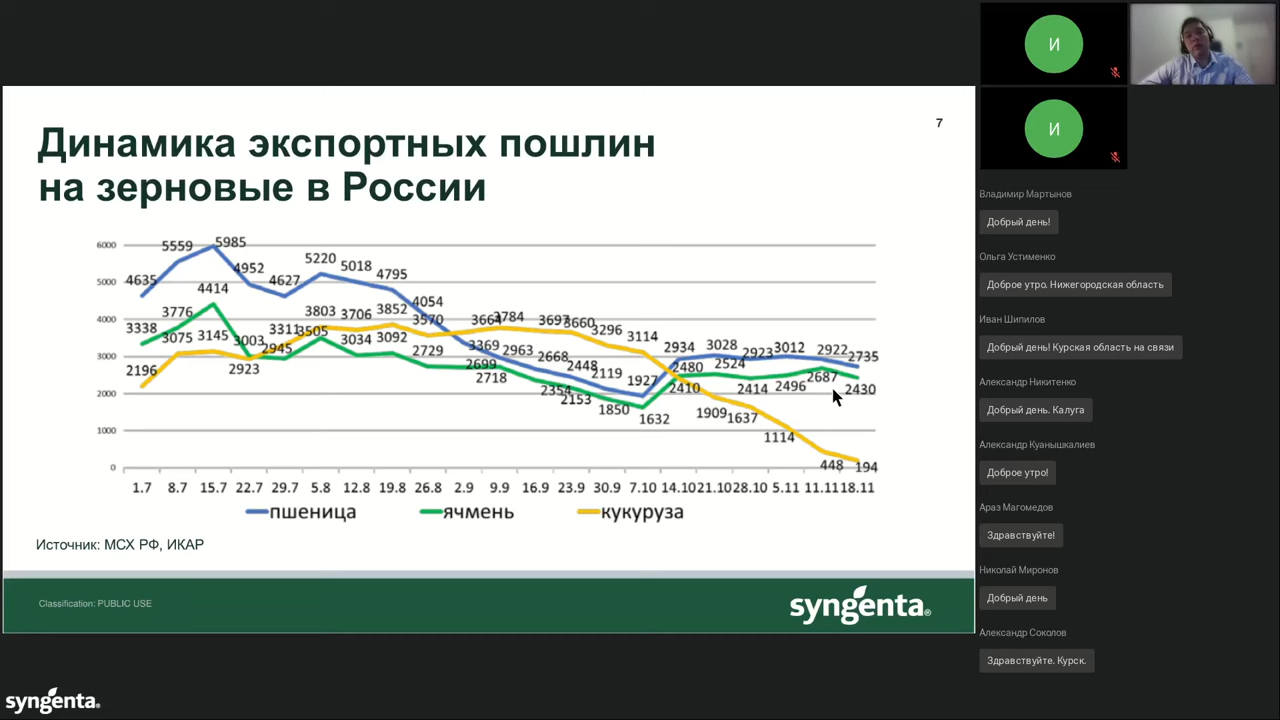 Динамика экспортных пошлин
на зерновые в России
7
6000
5000
4000
3000
2000
1000
0
4635 5559 5985 4952 4627 5220 5018 4795 4054 3369 2963 2668 2448 2119 1927 2934 3028 2923 3012 2922 2735
3338 3776 4414 3003 2945 3505 3034 3092 2729 2699 2718 2354 2153 1850 1632 2480 2524 2414 2496 2687 2430
2196 3075 3145 2923 3311 3803 3706 3852 3570 3664 3784 3697 3660 3296 3114 2410 1909 1637 1114 448 194
1.7 8.7 15.7 22.7 29.7 5.8 12.8 19.8 26.8 2.9 9.9 16.9 23.9 30.9 7.10 14.10 21.10 28.10 5.11 11.11 18.11
пшеница ячмень кукуруза
Источник: МСХ РФ, ИКАР
Classification: PUBLIC USE
syngenta®
syngenta®
И
И
Владимир Мартынов
Добрый день!
Ольга Устименко
Доброе утро. Нижегородская область
Иван Шипилов
Добрый день! Курская область на связи
Александр Никитенко
Добрый день. Калуга
Александр Куанышкалиев
Доброе утро!
Араз Магомедов
Здравствуйте!
Николай Миронов
Добрый день
Александр Соколов
Здравствуйте. Курск.